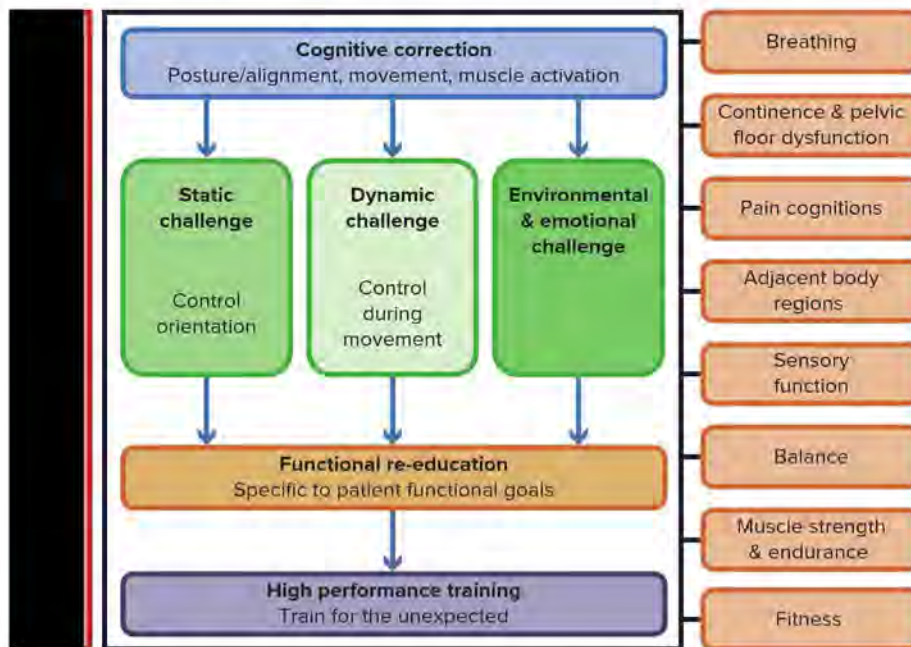 Cognitive correction
Posture/alignment, movement, muscle activation
Static
challenge
Control
orientation
Dynamic
challenge
Control
during
movement
Environmental
& emotional
challenge
Functional re-education
Specific to patient functional goals
High performance training
Train for the unexpected
Breathing
Continence & pelvic
floor dysfunction
Pain cognitions
Adjacent body
regions
Sensory
function
Balance
Muscle strength
& endurance
Fitness